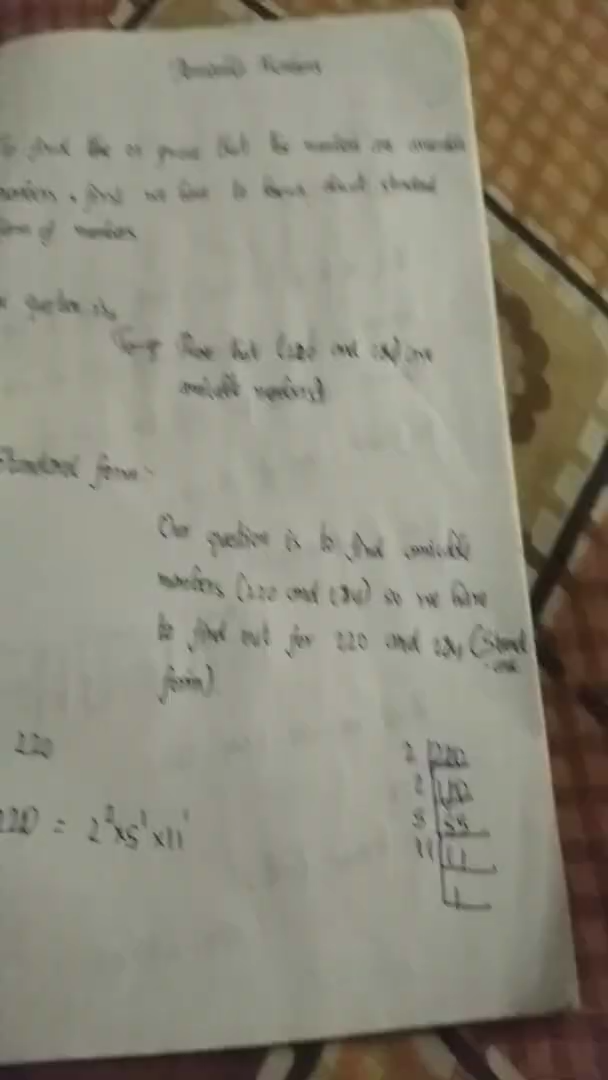 Amicable Numbers
To find the or prove that the numbers are amicable
numbers, first we have to know about standard
form of numbers
question is,
Prove that (220 and 284) are
amicable numbers)
Standard form:-
Our question is to find amicable
numbers (220 and 284) so we have
to find out for 220 and 284 (Stand
form)
220
220 = 2²×5¹×11¹
2 220
2 110
5 55
11 11
1